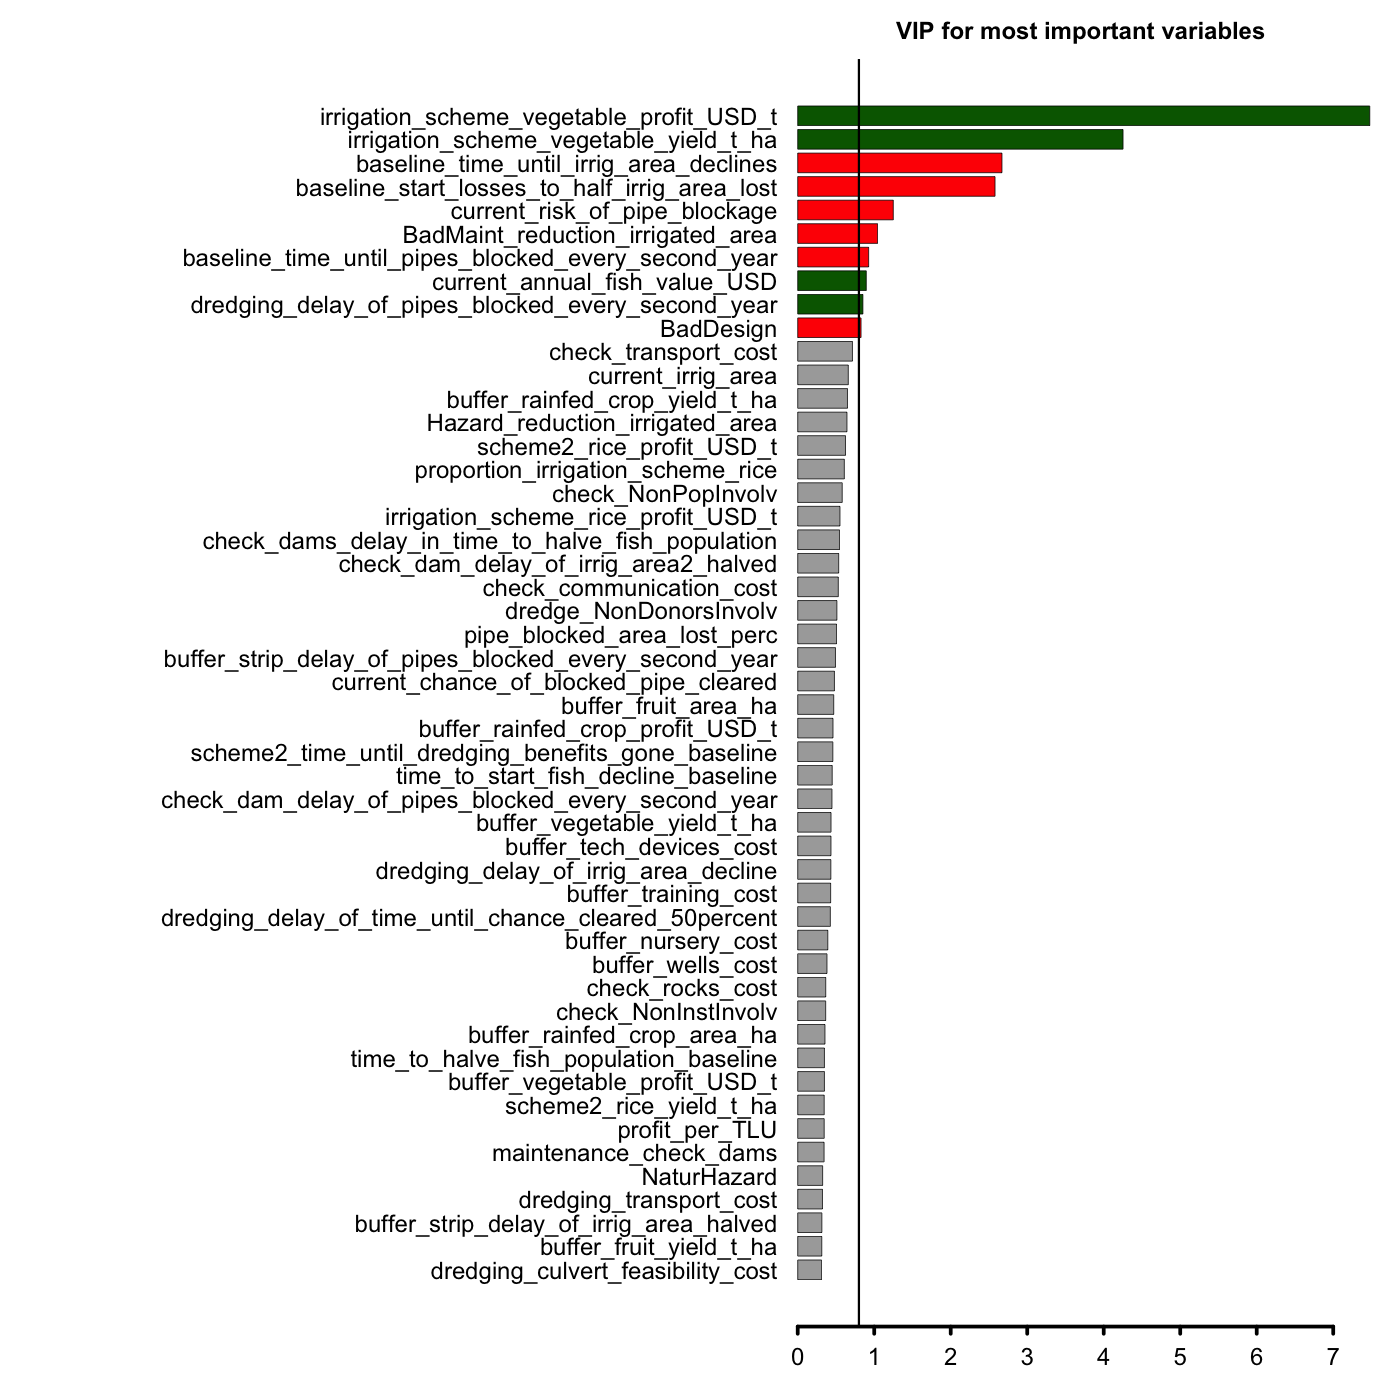 VIP for most important variables
irrigation_scheme_vegetable_profit_USD_t
irrigation_scheme_vegetable_yield_t_ha
baseline_time_until_irrig_area_declines
baseline_start_losses_to_half_irrig_area_lost
current_risk_of_pipe_blockage
BadMaint_reduction_irrigated_area
baseline_time_until_pipes_blocked_every_second_year
current_annual_fish_value_USD
dredging_delay_of_pipes_blocked_every_second_year
BadDesign
check_transport_cost
current_irrig_area
buffer_rainfed_crop_yield_t_ha
Hazard_reduction_irrigated_area
scheme2_rice_profit_USD_t
proportion_irrigation_scheme_rice
check_NonPopInvolv
irrigation_scheme_rice_profit_USD_t
check_dams_delay_in_time_to_halve_fish_population
check_dam_delay_of_irrig_area2_halved
check_communication_cost
dredge_NonDonorsInvolv
pipe_blocked_area_lost_perc
buffer_strip_delay_of_pipes_blocked_every_second_year
current_chance_of_blocked_pipe_cleared
buffer_fruit_area_ha
buffer_rainfed_crop_profit_USD_t
scheme2_time_until_dredging_benefits_gone_baseline
time_to_start_fish_decline_baseline
check_dam_delay_of_pipes_blocked_every_second_year
buffer_vegetable_yield_t_ha
buffer_tech_devices_cost
dredging_delay_of_irrig_area_decline
buffer_training_cost
dredging_delay_of_time_until_chance_cleared_50percent
buffer_nursery_cost
buffer_wells_cost
check_rocks_cost
check_NonInstInvolv
buffer_rainfed_crop_area_ha
time_to_halve_fish_population_baseline
buffer_vegetable_profit_USD_t
scheme2_rice_yield_t_ha
profit_per_TLU
maintenance_check_dams
NaturHazard
dredging_transport_cost
buffer_strip_delay_of_irrig_area_halved
buffer_fruit_yield_t_ha
dredging_culvert_feasibility_cost
0 1 2 3 4 5 6 7